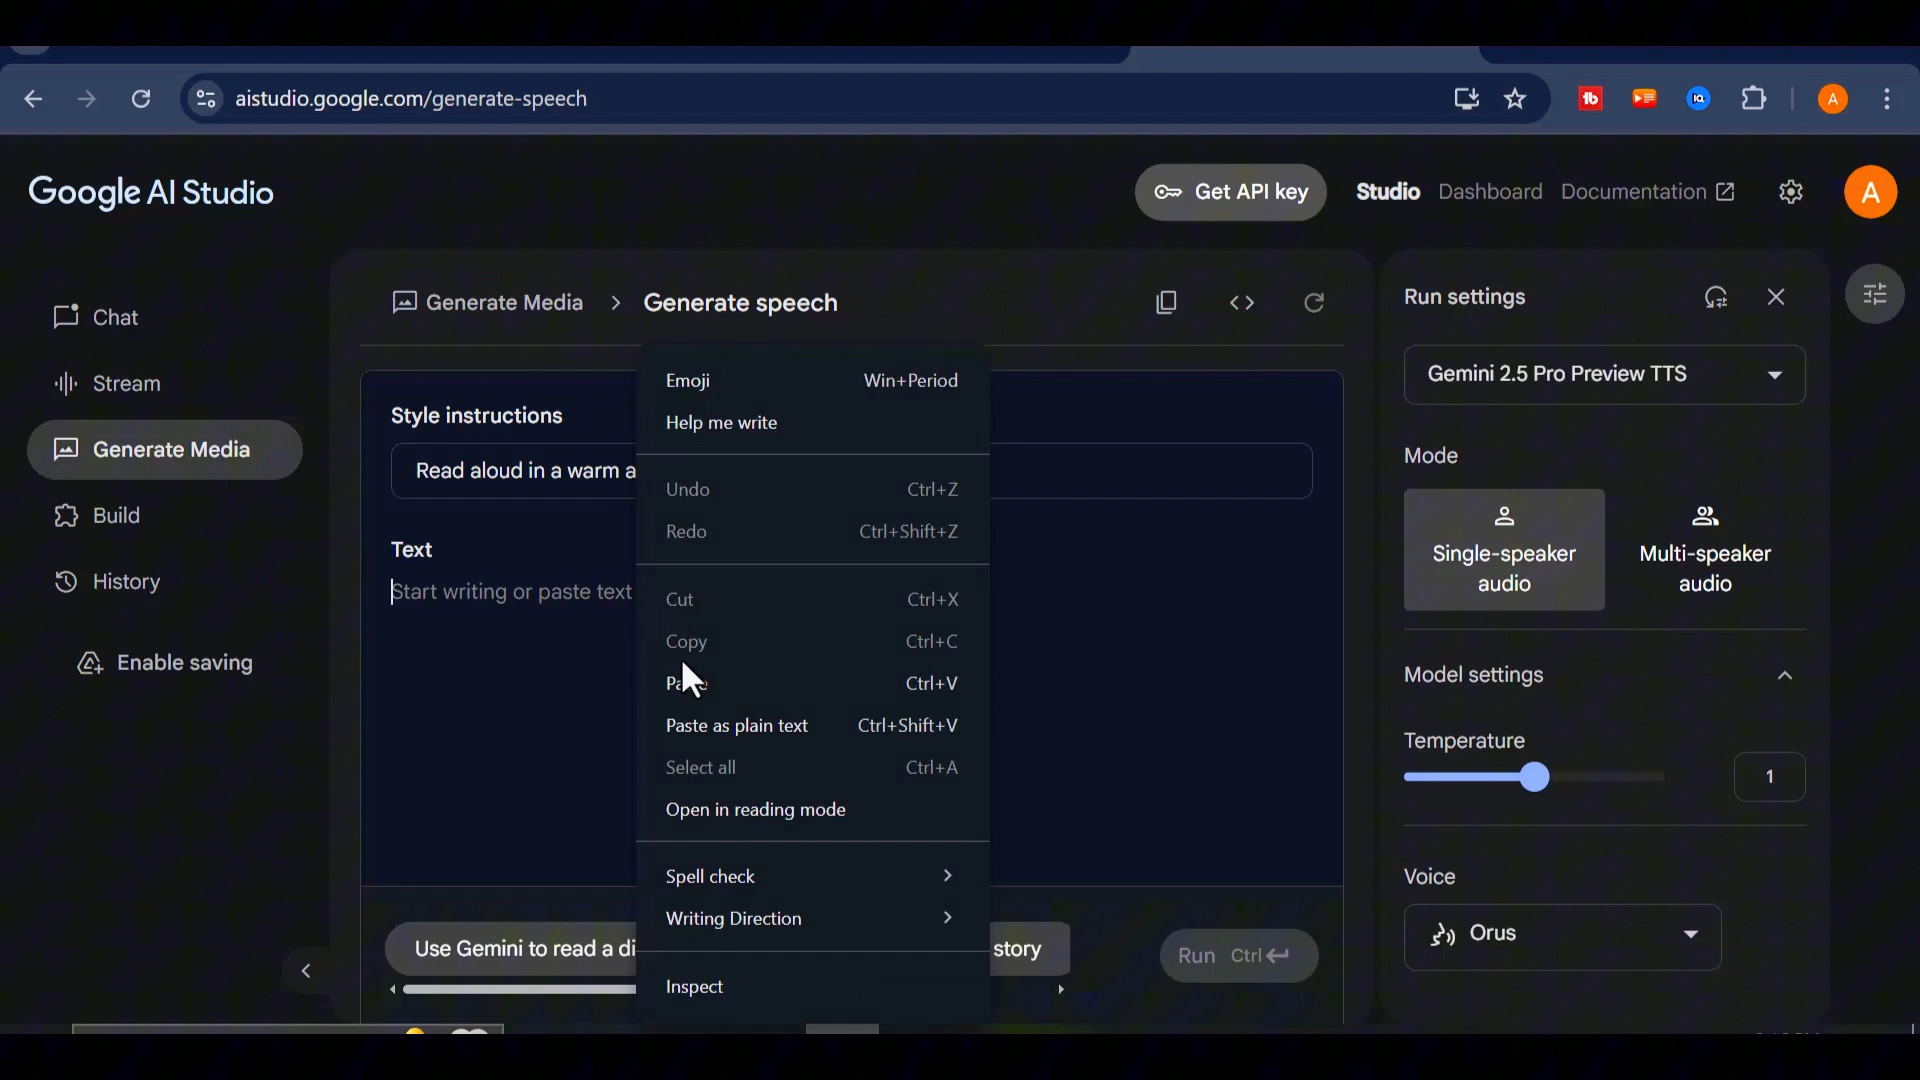 aistudio.google.com/generate-speech
A
Google AI Studio
Get API key
Studio
Dashboard
Documentation
A
Chat
Stream
Generate Media
Build
History
Enable saving
Generate Media
Generate speech
Style instructions
Read aloud in a warm a
Text
Start writing or paste text
Emoji Win+Period
Help me write
Undo Ctrl+Z
Redo Ctrl+Shift+Z
Cut Ctrl+X
Copy Ctrl+C
Ctrl+V
Paste as plain text Ctrl+Shift+V
Select all Ctrl+A
Open in reading mode
Spell check
Writing Direction
Inspect
Use Gemini to read a di
story
Run Ctrl
Run settings
Gemini 2.5 Pro Preview TTS
Mode
Single-speaker
audio
Multi-speaker
audio
Model settings
Temperature
1
Voice
Orus